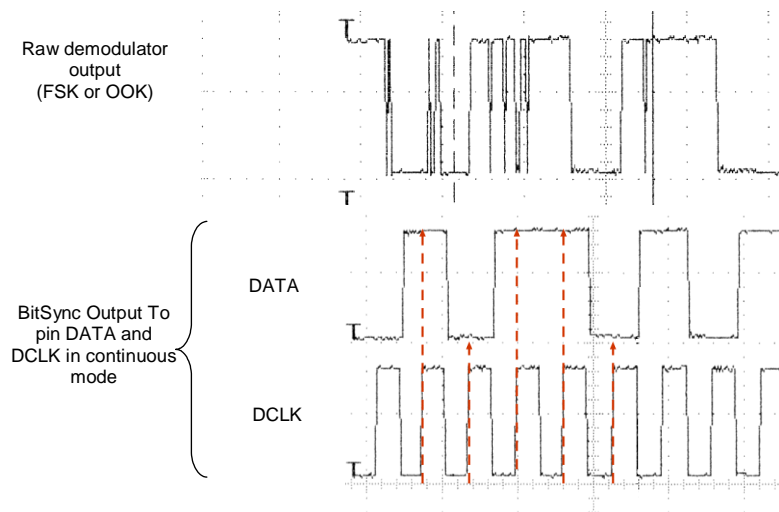 Raw demodulator
output
(FSK or OOK)
DATA
BitSync Output To
pin DATA and
DCLK in continuous
mode
DCLK